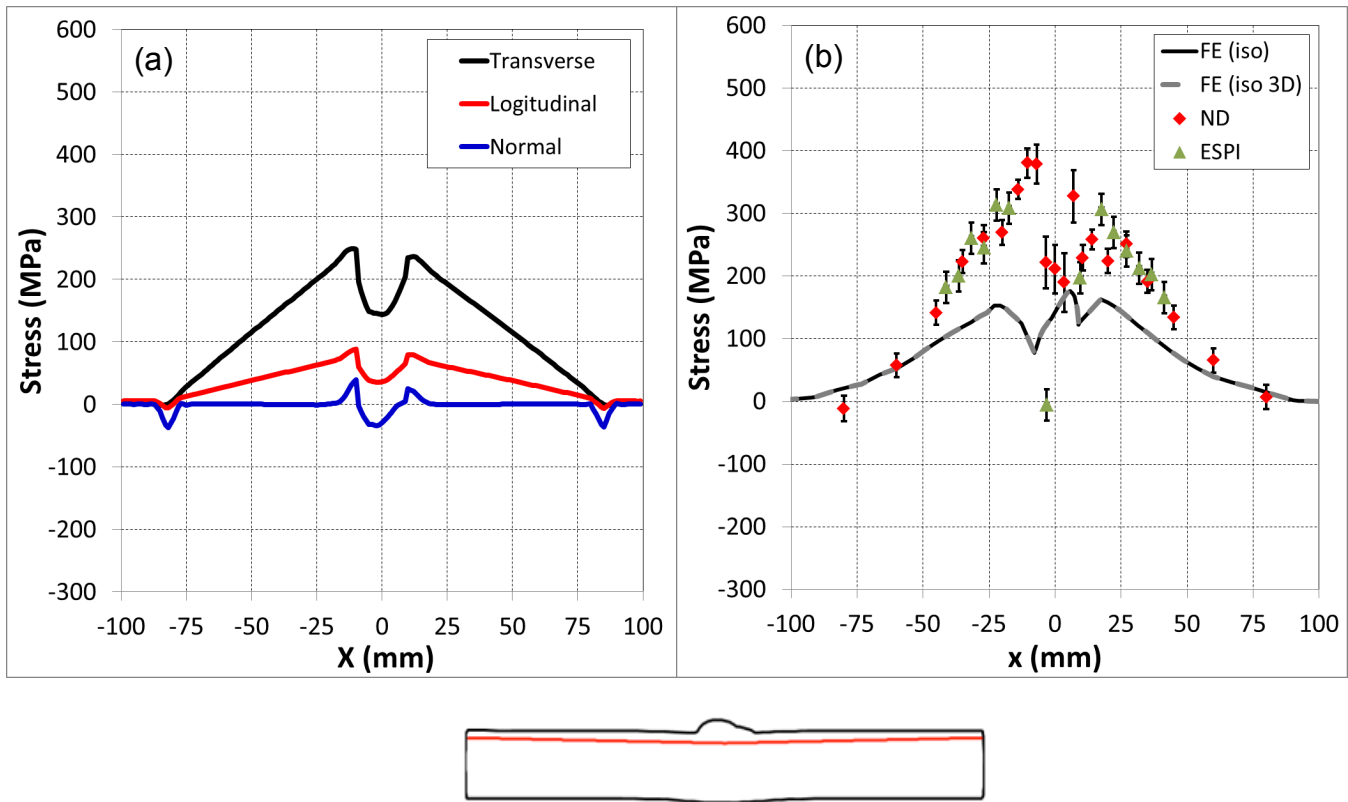 (a)
Transverse
Logitudinal
Normal
600
500
400
300
200
100
0
-100
-200
-300
Stress (MPa)
-100 -75 -50 -25 0 25 50 75 100
X (mm)
(b)
FE (iso)
FE (iso 3D)
ND
ESPI
600
500
400
300
200
100
0
-100
-200
-300
Stress (MPa)
-100 -75 -50 -25 0 25 50 75 100
x (mm)